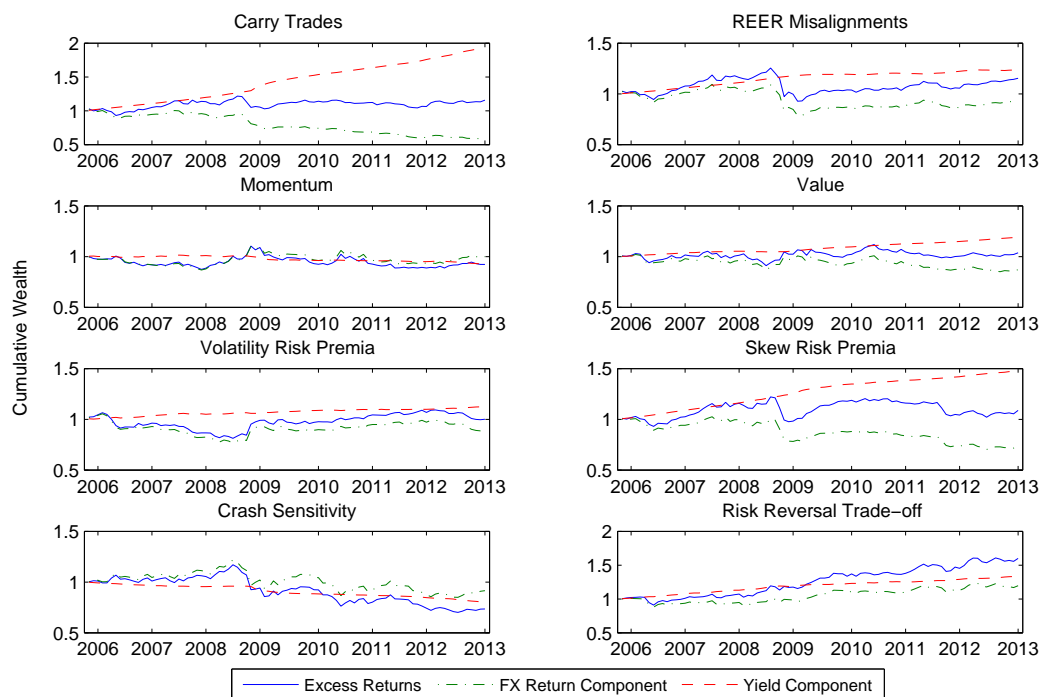 Carry Trades
2
1.5
1
0.5
2006 2007 2008 2009 2010 2011 2012 2013
REER Misalignments
1.5
1
0.5
2006 2007 2008 2009 2010 2011 2012 2013
Momentum
1.5
1
0.5
2006 2007 2008 2009 2010 2011 2012 2013
Value
1.5
1
0.5
2006 2007 2008 2009 2010 2011 2012 2013
Cumulative Wealth
Volatility Risk Premia
1.5
1
0.5
2006 2007 2008 2009 2010 2011 2012 2013
Skew Risk Premia
1.5
1
0.5
2006 2007 2008 2009 2010 2011 2012 2013
Crash Sensitivity
1.5
1
0.5
2006 2007 2008 2009 2010 2011 2012 2013
Risk Reversal Trade−off
2
1.5
1
0.5
2006 2007 2008 2009 2010 2011 2012 2013
Excess Returns FX Return Component Yield Component